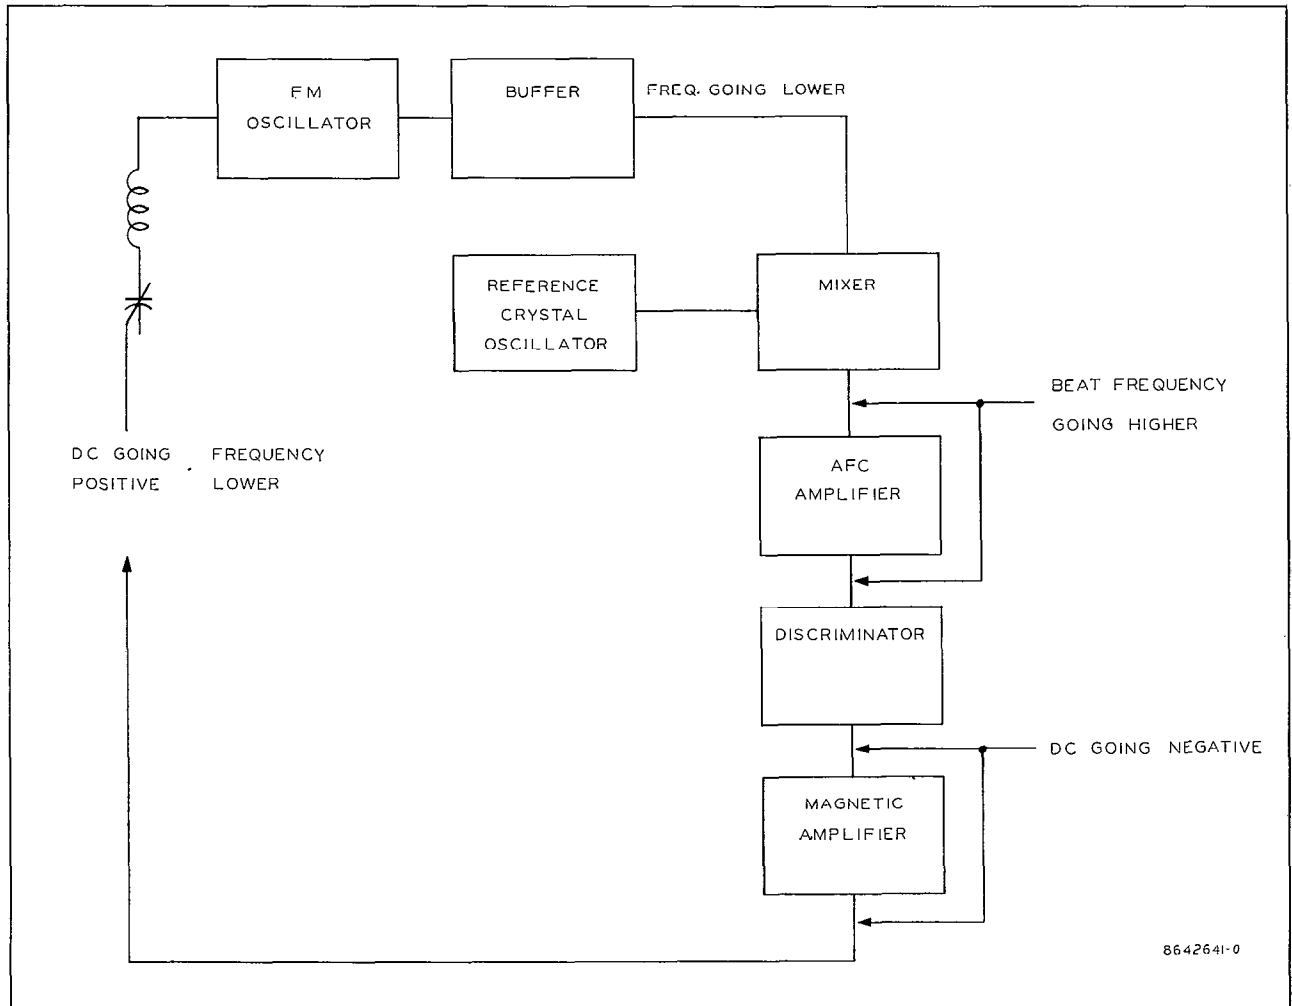 FM
OSCILLATOR
BUFFER
FREQ. GOING LOWER
REFERENCE
CRYSTAL
OSCILLATOR
MIXER
BEAT FREQUENCY
GOING HIGHER
DC GOING
POSITIVE
FREQUENCY
LOWER
AFC
AMPLIFIER
DISCRIMINATOR
DC GOING NEGATIVE
MAGNETIC
AMPLIFIER
8642641-0